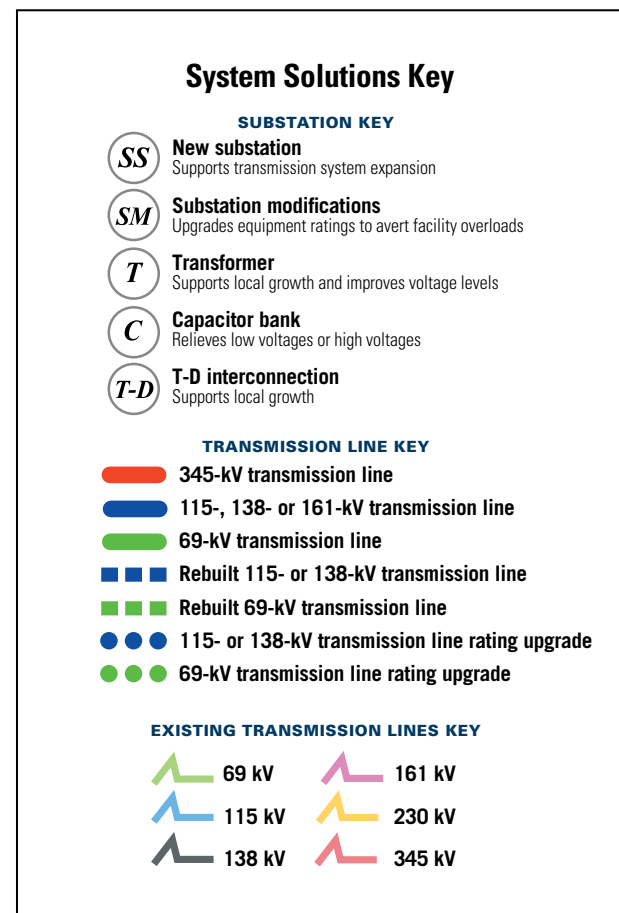 System Solutions Key
SUBSTATION KEY
SS
New substation
Supports transmission system expansion
SM
Substation modifications
Upgrades equipment ratings to avert facility overloads
T
Transformer
Supports local growth and improves voltage levels
C
Capacitor bank
Relieves low voltages or high voltages
T-D
T-D interconnection
Supports local growth
TRANSMISSION LINE KEY
345-kV transmission line
115-, 138- or 161-kV transmission line
69-kV transmission line
Rebuilt 115- or 138-kV transmission line
Rebuilt 69-kV transmission line
115- or 138-kV transmission line rating upgrade
69-kV transmission line rating upgrade
EXISTING TRANSMISSION LINES KEY
69 kV
161 kV
115 kV
230 kV
138 kV
345 kV